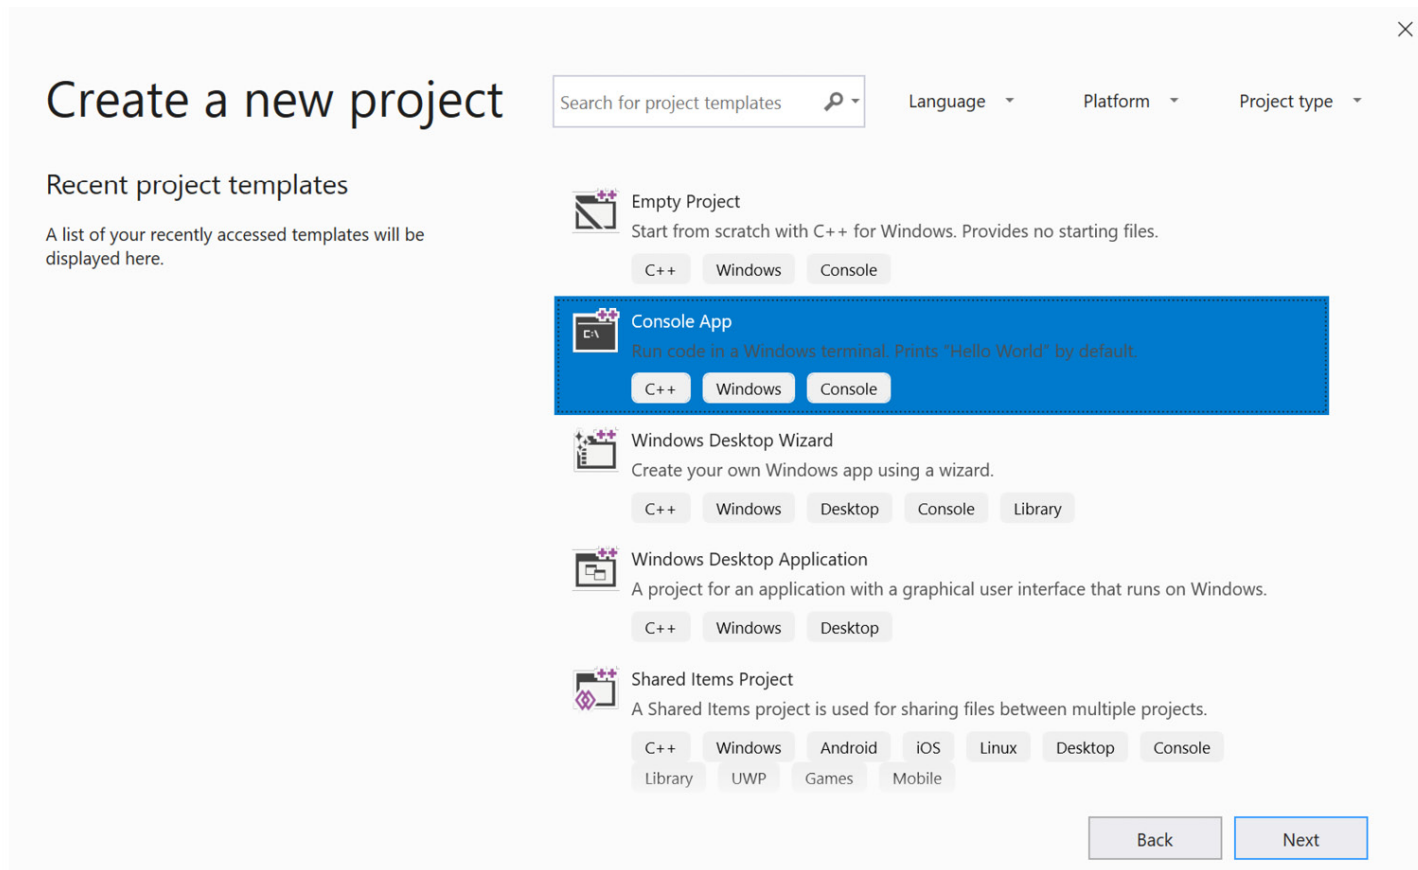 Create a new project
Search for project templates
Language
Platform
Project type
Recent project templates
A list of your recently accessed templates will be
displayed here.
Empty Project
Start from scratch with C++ for Windows. Provides no starting files.
C++ Windows Console
C:\
Console App
Run code in a Windows terminal. Prints "Hello World" by default.
C++ Windows Console
Windows Desktop Wizard
Create your own Windows app using a wizard.
C++ Windows Desktop Console Library
Windows Desktop Application
A project for an application with a graphical user interface that runs on Windows.
C++ Windows Desktop
Shared Items Project
A Shared Items project is used for sharing files between multiple projects.
C++ Windows Android iOS Linux Desktop Console
Library UWP Games Mobile
Back
Next